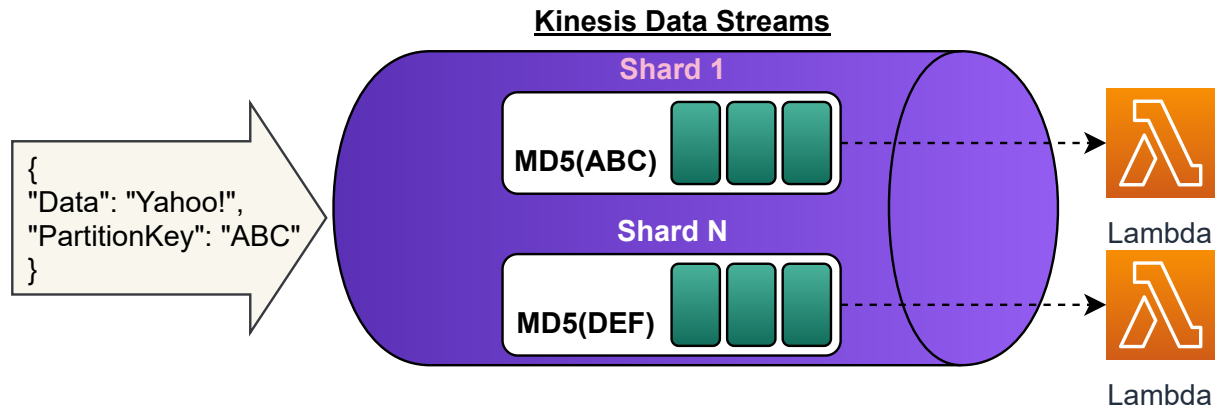 Kinesis Data Streams
Shard 1
MD5(ABC)
{
"Data": "Yahoo!",
"PartitionKey": "ABC"
}
Lambda
Shard N
MD5(DEF)
Lambda